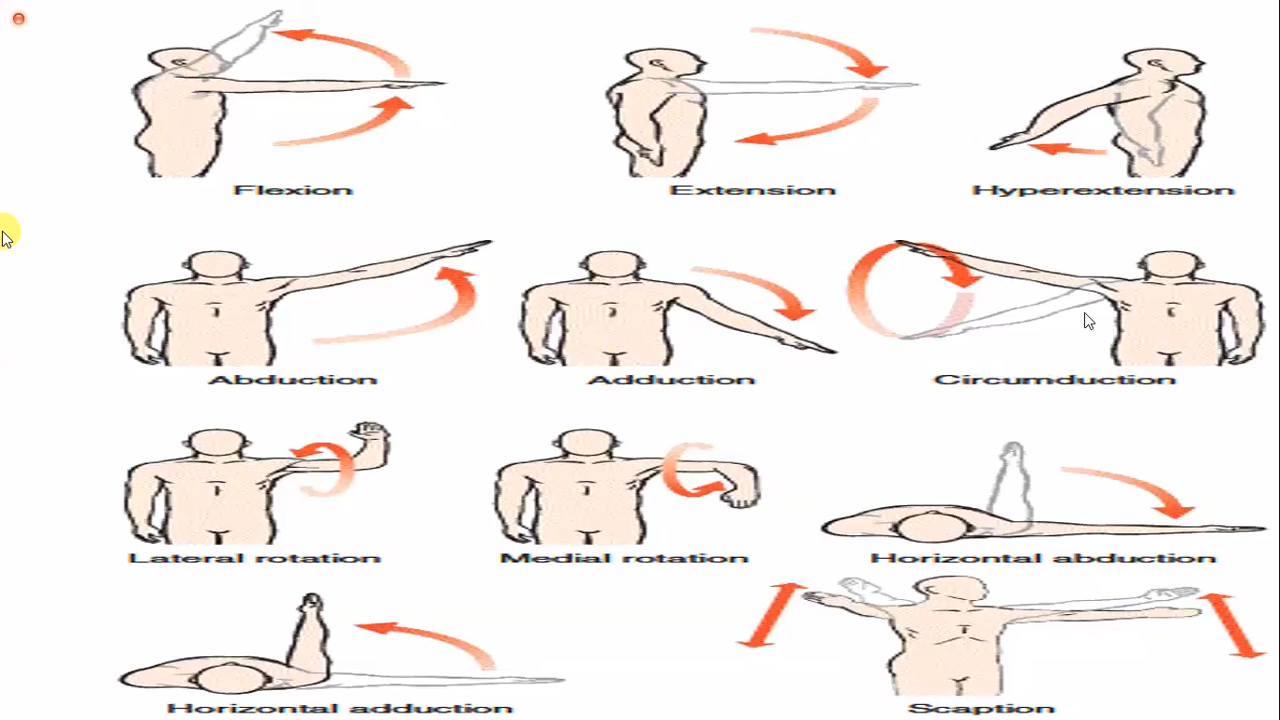 Flexion
Extension
Hyperextension
Abduction
Adduction
Circumduction
Lateral rotation
Medial rotation
Horizontal abduction
Horizontal adduction
Scaption